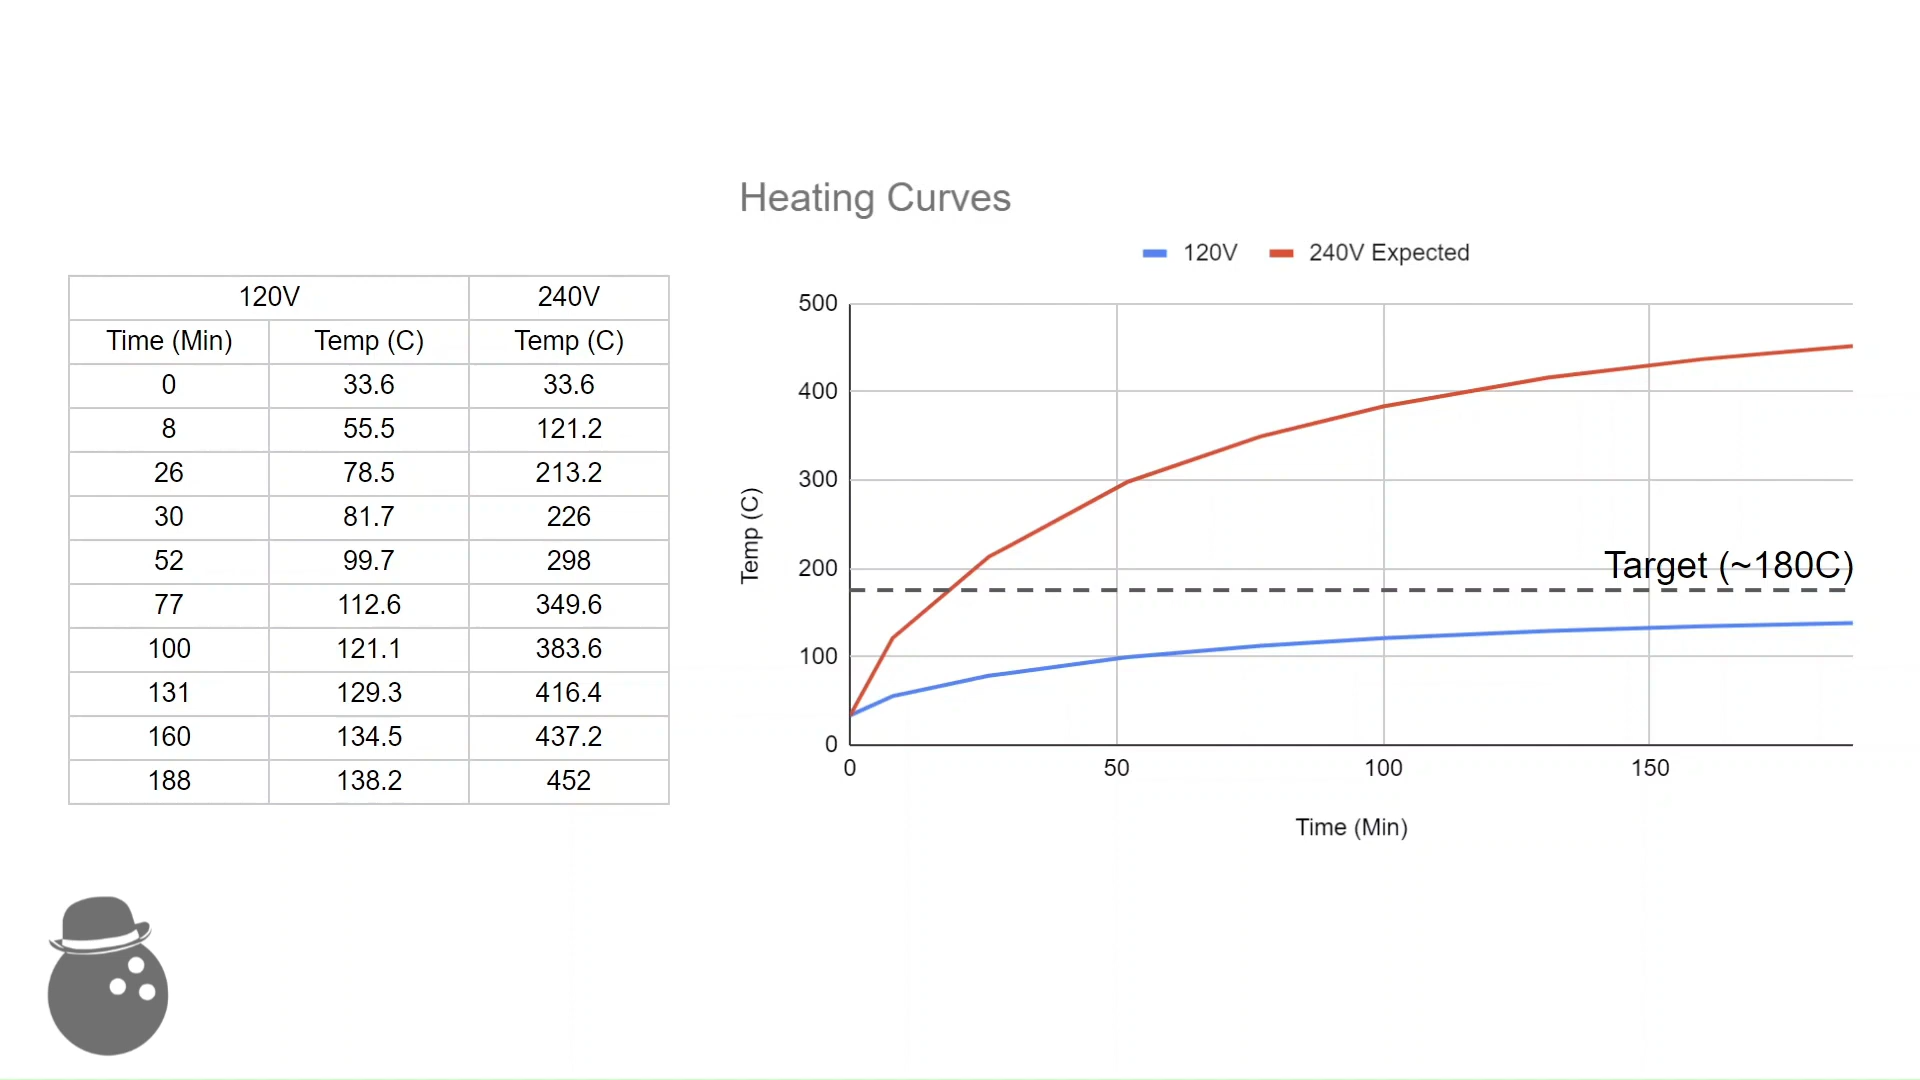 Heating Curves
120V 240V Expected
120V 240V
Time (Min) Temp (C) Temp (C)
0 33.6 33.6
8 55.5 121.2
26 78.5 213.2
30 81.7 226
52 99.7 298
77 112.6 349.6
100 121.1 383.6
131 129.3 416.4
160 134.5 437.2
188 138.2 452
Temp (C)
500
400
300
200
100
0
Target (~180C)
0 50 100 150
Time (Min)